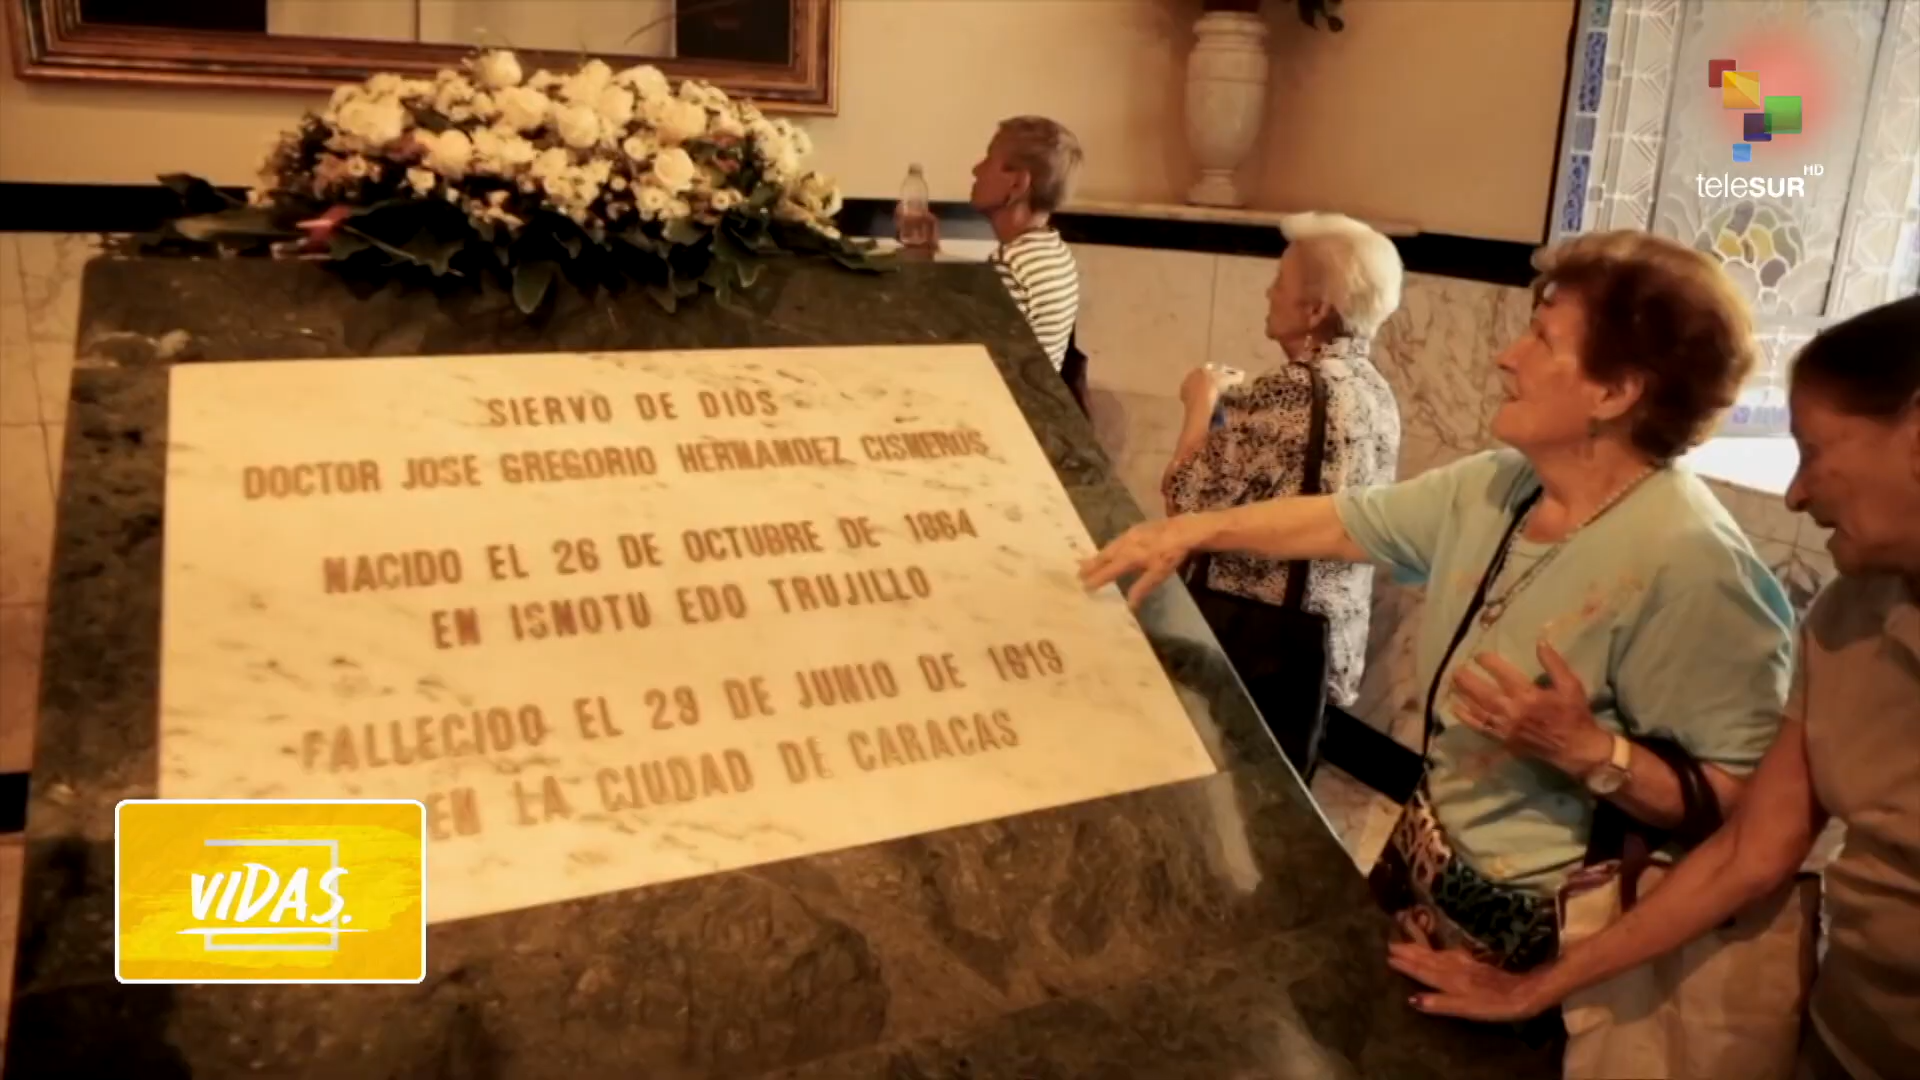 SIERVO DE DIOS
DOCTOR JOSE GREGORIO HERNANDEZ CISNEROS
NACIDO EL 26 DE OCTUBRE DE 1864
EN ISNOTU EDO TRUJILLO
FALLECIDO EL 29 DE JUNIO DE 1919
EN LA CIUDAD DE CARACAS
teleSUR HD
VIDAS.